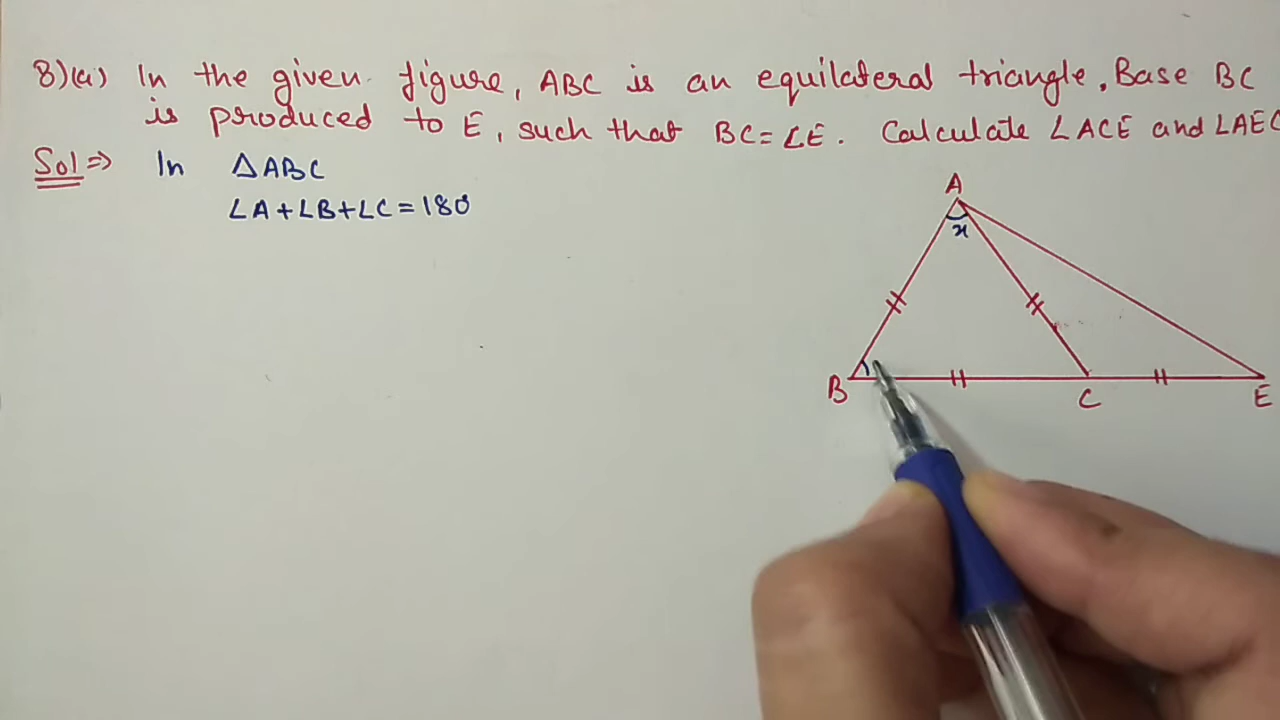 8)(a) In the given figure, ABC is an equilateral triangle, Base BC
is produced to E, such that BC=CE. Calculate ∠ACE and ∠AEC
Sol⇒ In ΔABC
∠A+∠B+∠C=180
A
x
B
C
E